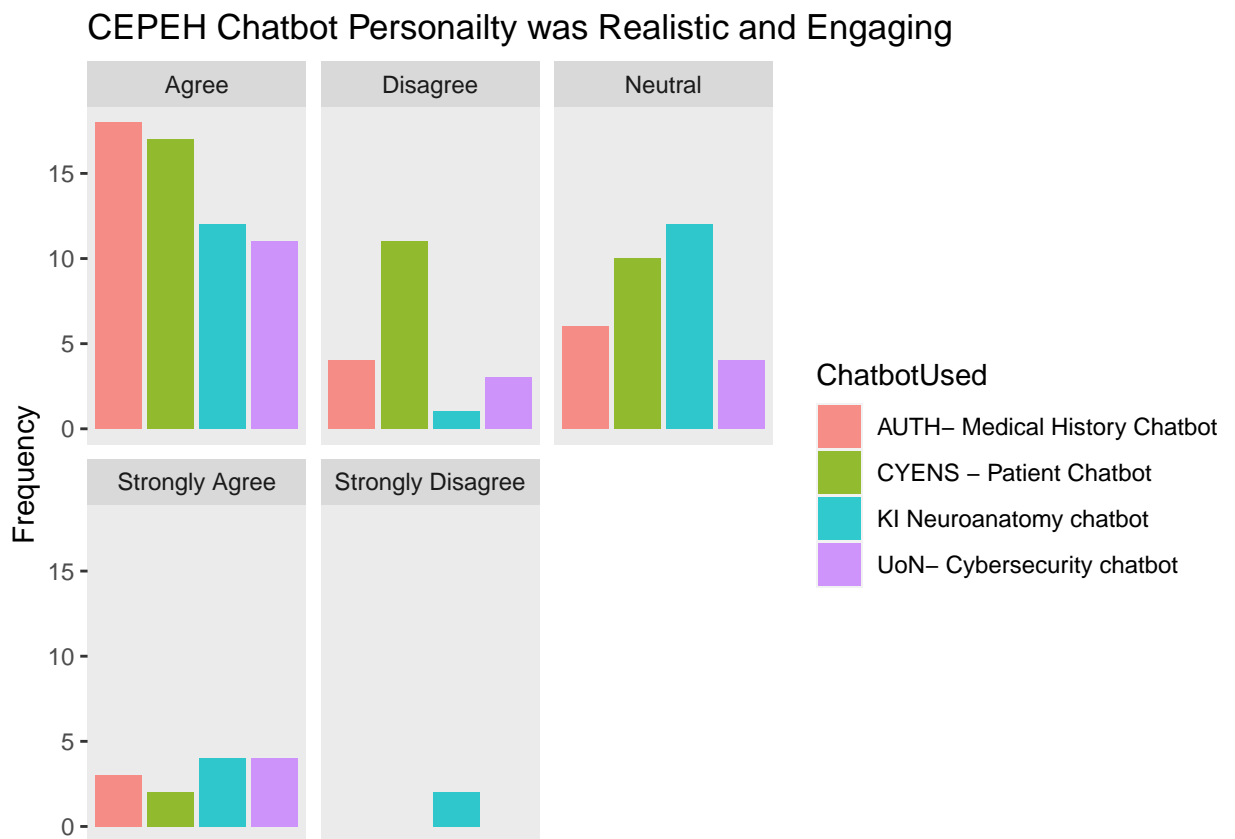 CEPEH Chatbot Personailty was Realistic and Engaging
Agree
Disagree
Neutral
15
10
5
0
Frequency
Strongly Agree
Strongly Disagree
15
10
5
0
ChatbotUsed
AUTH− Medical History Chatbot
CYENS − Patient Chatbot
KI Neuroanatomy chatbot
UoN− Cybersecurity chatbot